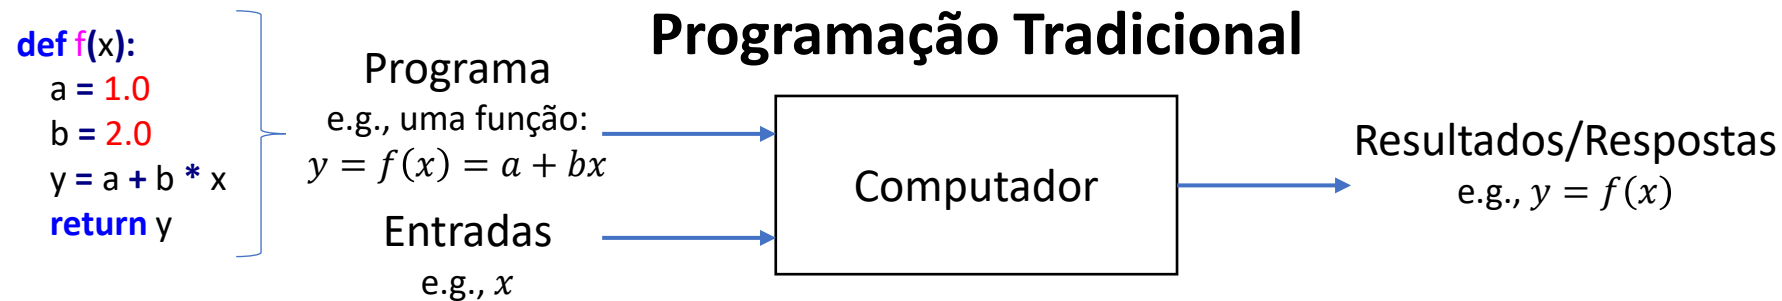 Programação Tradicional
def f(x):
a = 1.0
b = 2.0
y = a + b * x
return y
Programa
e.g., uma função:
y = f(x) = a + bx
Entradas
e.g., x
Computador
Resultados/Respostas
e.g., y = f(x)